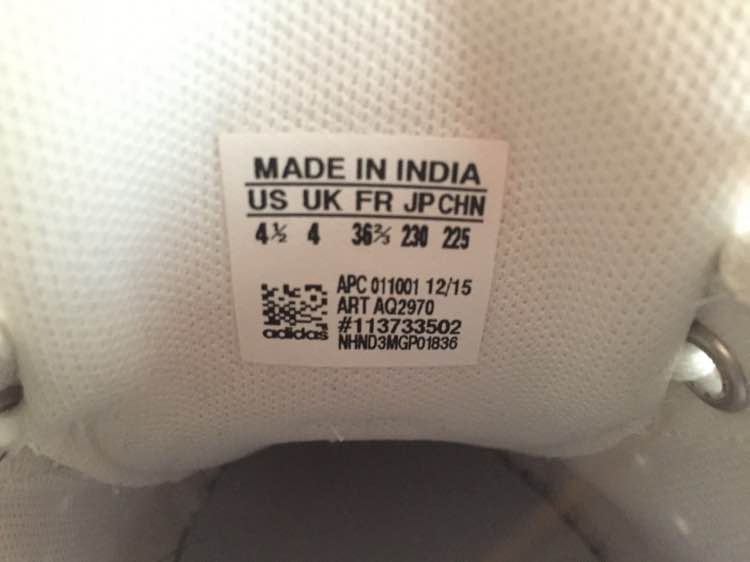 MADE IN INDIA
US UK FR JP CHN
4½ 4 36⅔ 230 225
APC 011001 12/15
ART AQ2970
#113733502
adidas NHND3MGP01836